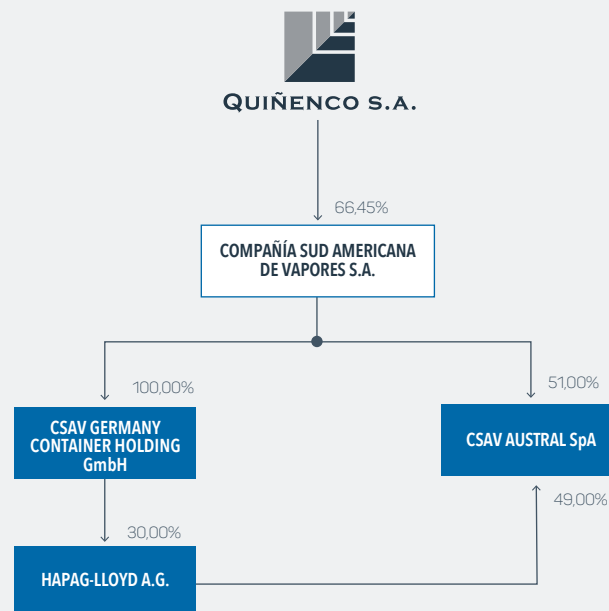 QUIÑENCO S.A.
66,45%
COMPAÑÍA SUD AMERICANA
DE VAPORES S.A.
100,00%
51,00%
CSAV GERMANY
CONTAINER HOLDING
GmbH
CSAV AUSTRAL SpA
30,00%
49,00%
HAPAG-LLOYD A.G.